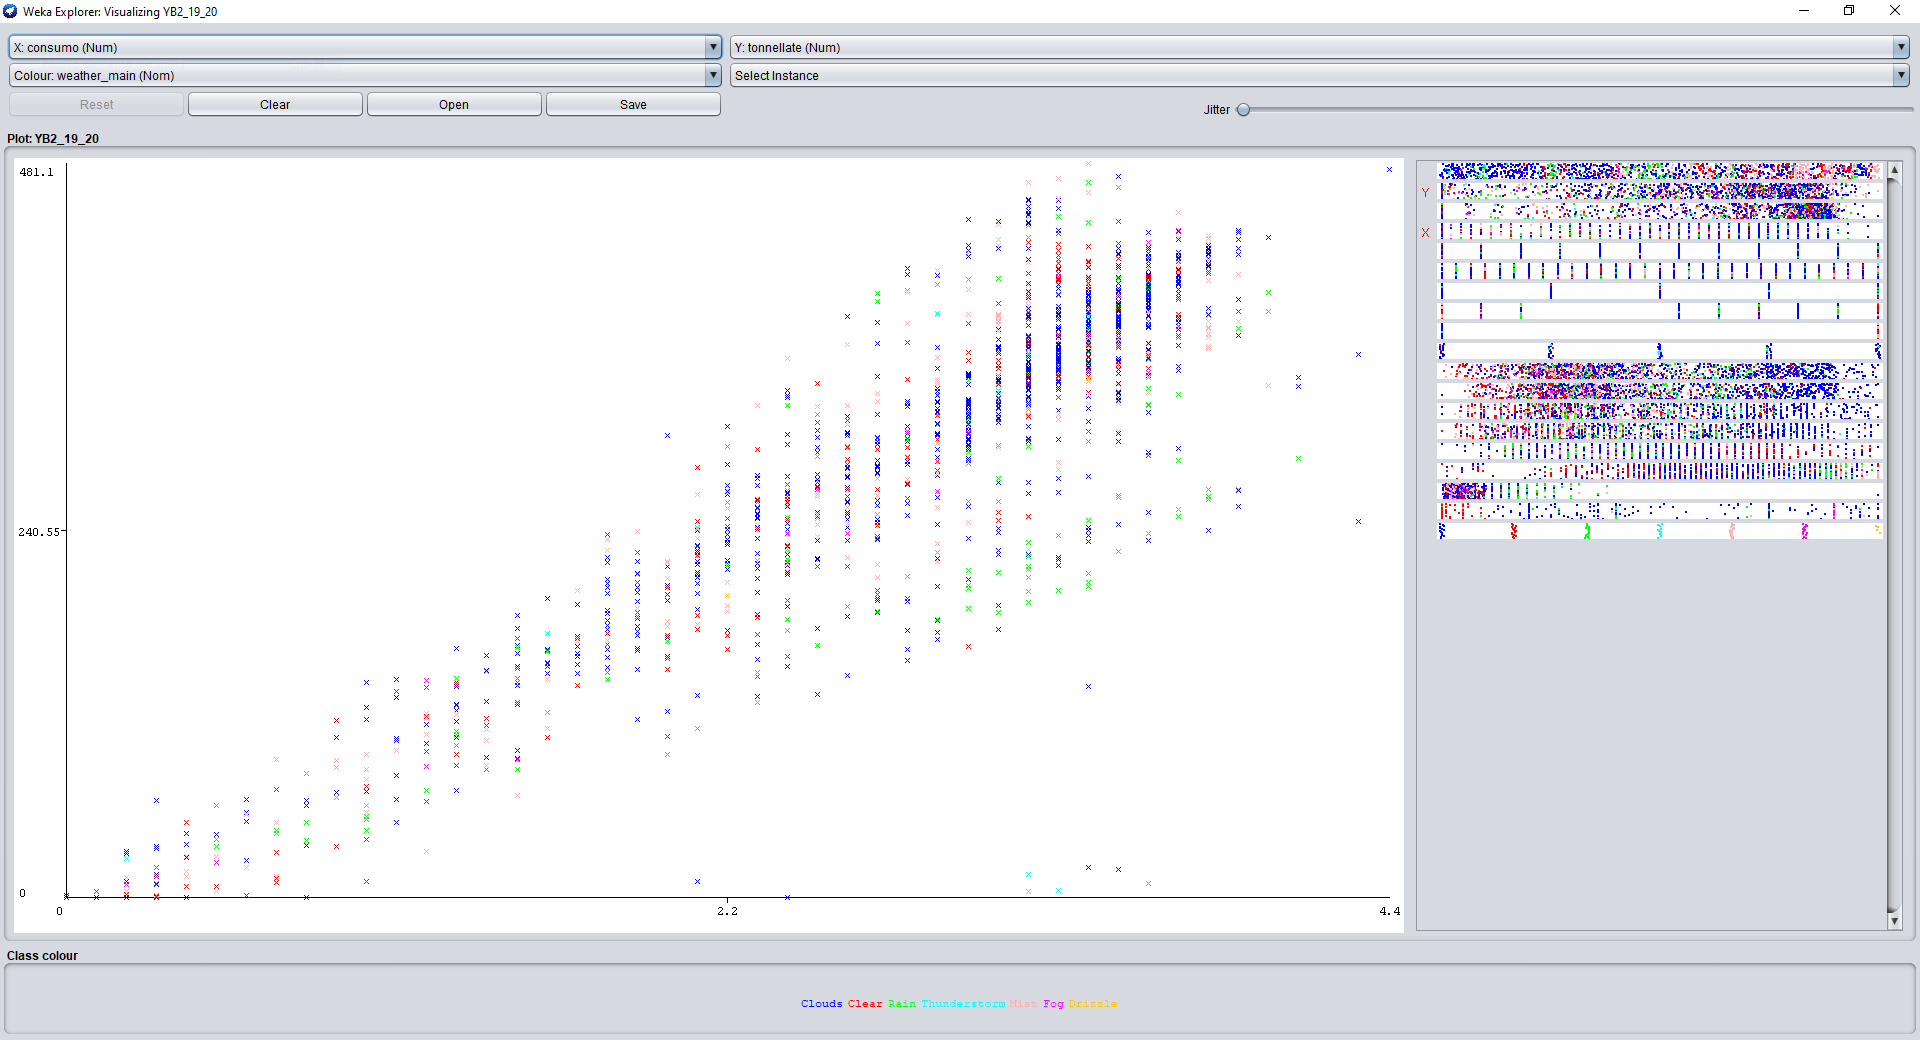 Weka Explorer: Visualizing YB2_19_20
X: consumo (Num)
Y: tonnellate (Num)
Colour: weather_main (Nom)
Select Instance
Reset
Clear
Open
Save
Jitter
Plot: YB2_19_20
481.1
240.55
0
0
2.2
4.4
Y
X
Class colour
Clouds Clear Rain Thunderstorm Mist Fog Drizzle